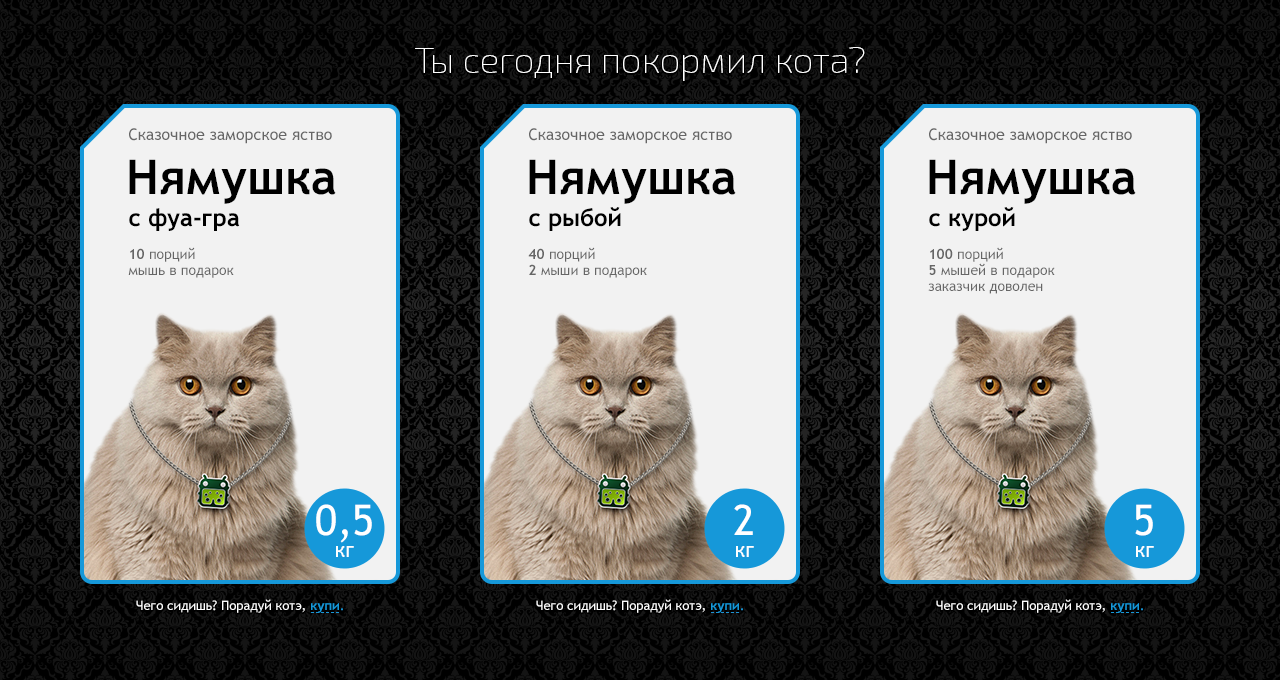 Ты сегодня покормил кота?
Сказочное заморское яство
Нямушка
с фуа-гра
10 порций
мышь в подарок
0,5
кг
Чего сидишь? Порадуй котэ, купи.
Сказочное заморское яство
Нямушка
с рыбой
40 порций
2 мыши в подарок
2
кг
Чего сидишь? Порадуй котэ, купи.
Сказочное заморское яство
Нямушка
с курой
100 порций
5 мышей в подарок
заказчик доволен
5
кг
Чего сидишь? Порадуй котэ, купи.